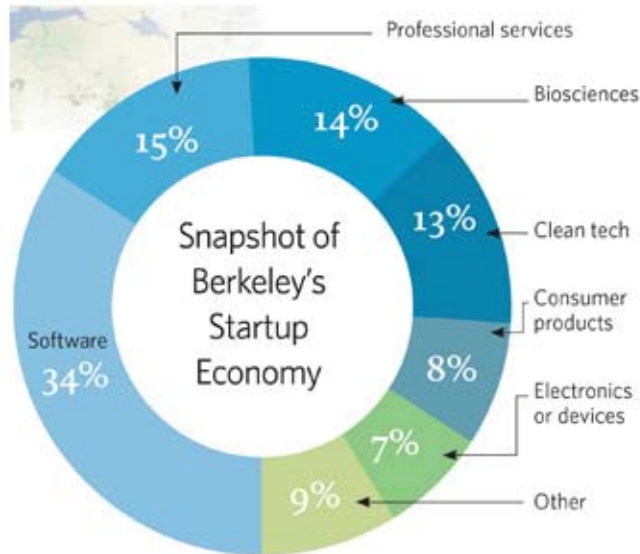 Professional services
Biosciences
14%
15%
13%
Clean tech
Snapshot of
Berkeley's
Startup
Economy
Consumer
products
Software
34%
8%
Electronics
or devices
7%
9%
Other